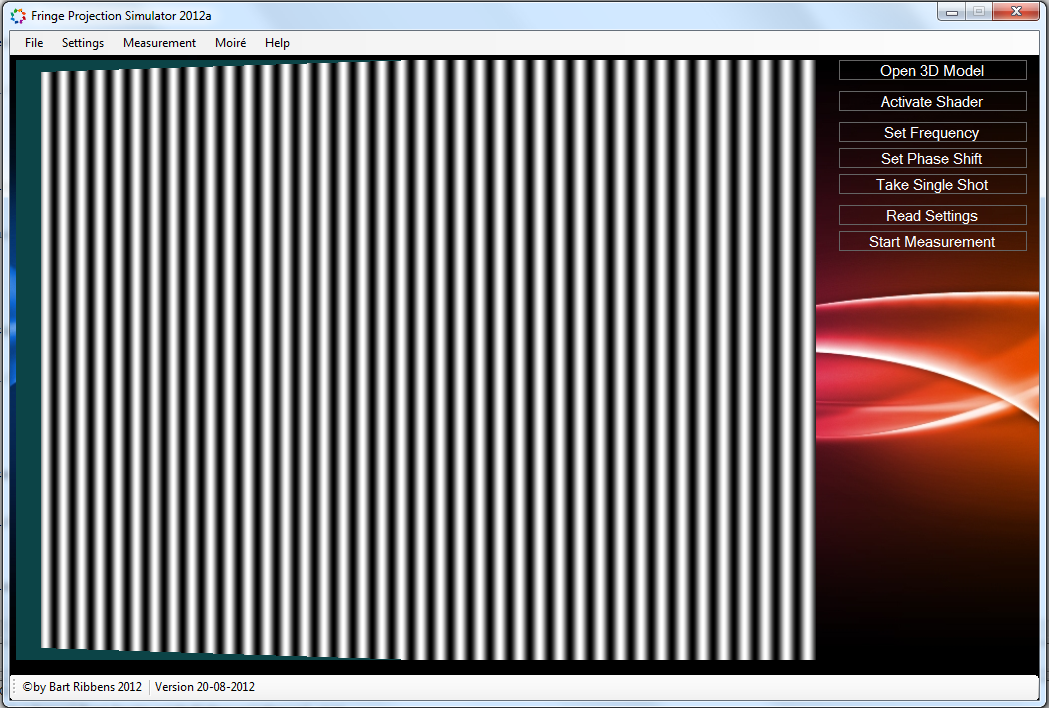 Fringe Projection Simulator 2012a
File Settings Measurement Moiré Help
Open 3D Model
Activate Shader
Set Frequency
Set Phase Shift
Take Single Shot
Read Settings
Start Measurement
©by Bart Ribbens 2012 Version 20-08-2012